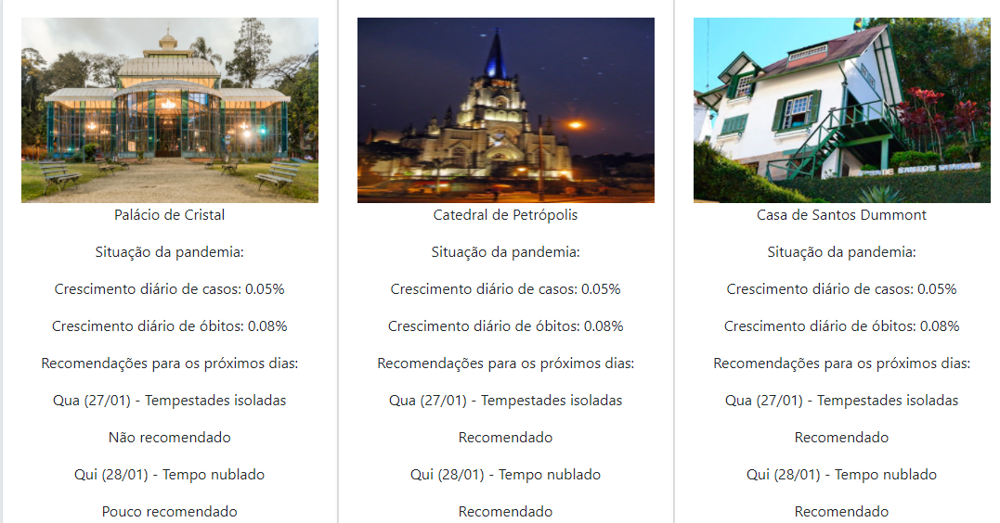 Palácio de Cristal
Situação da pandemia:
Crescimento diário de casos: 0.05%
Crescimento diário de óbitos: 0.08%
Recomendações para os próximos dias:
Qua (27/01) - Tempestades isoladas
Não recomendado
Qui (28/01) - Tempo nublado
Pouco recomendado
Catedral de Petrópolis
Situação da pandemia:
Crescimento diário de casos: 0.05%
Crescimento diário de óbitos: 0.08%
Recomendações para os próximos dias:
Qua (27/01) - Tempestades isoladas
Recomendado
Qui (28/01) - Tempo nublado
Recomendado
DE SANTOS
Casa de Santos Dummont
Situação da pandemia:
Crescimento diário de casos: 0.05%
Crescimento diário de óbitos: 0.08%
Recomendações para os próximos dias:
Qua (27/01) - Tempestades isoladas
Recomendado
Qui (28/01) - Tempo nublado
Recomendado